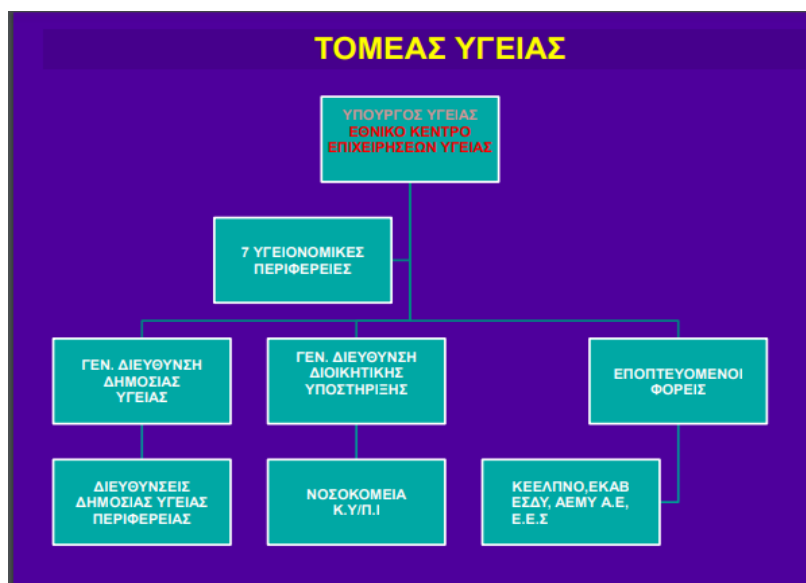 ΤΟΜΕΑΣ ΥΓΕΙΑΣ
ΥΠΟΥΡΓΟΣ ΥΓΕΙΑΣ
ΕΘΝΙΚΟ ΚΕΝΤΡΟ
ΕΠΙΧΕΙΡΗΣΕΩΝ ΥΓΕΙΑΣ
7 ΥΓΕΙΟΝΟΜΙΚΕΣ
ΠΕΡΙΦΕΡΕΙΕΣ
ΓΕΝ. ΔΙΕΥΘΥΝΣΗ
ΔΗΜΟΣΙΑΣ
ΥΓΕΙΑΣ
ΓΕΝ. ΔΙΕΥΘΥΝΣΗ
ΔΙΟΙΚΗΤΙΚΗΣ
ΥΠΟΣΤΗΡΙΞΗΣ
ΕΠΟΠΤΕΥΟΜΕΝΟΙ
ΦΟΡΕΙΣ
ΔΙΕΥΘΥΝΣΕΙΣ
ΔΗΜΟΣΙΑΣ ΥΓΕΙΑΣ
ΠΕΡΙΦΕΡΕΙΑΣ
ΝΟΣΟΚΟΜΕΙΑ
Κ.Υ/Π.Ι
ΚΕΕΛΠΝΟ,ΕΚΑΒ
ΕΣΔΥ, ΑΕΜΥ Α.Ε,
Ε.Ε.Σ